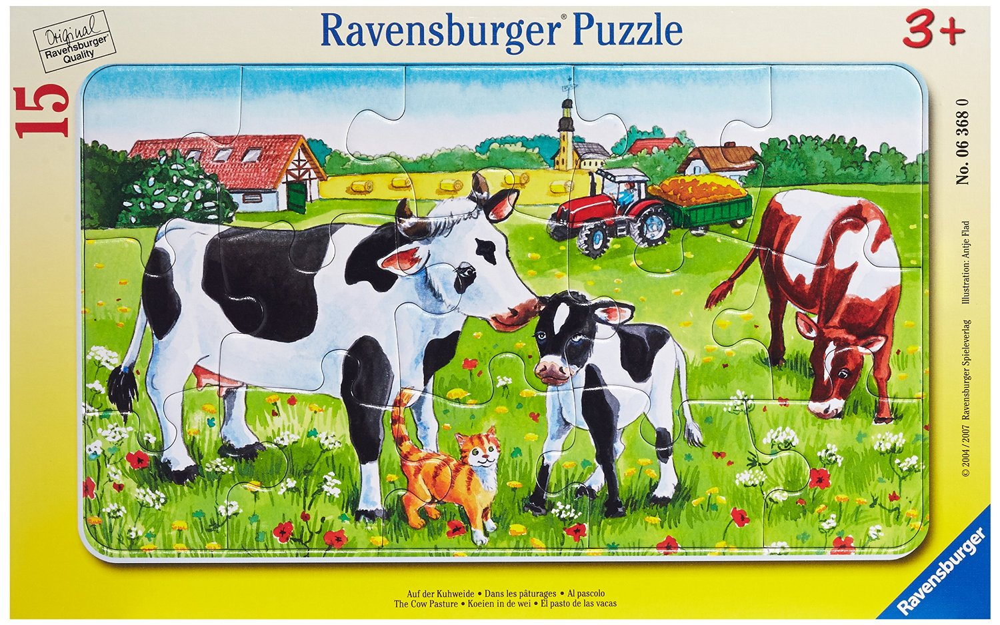 Original
Ravensburger®
Quality
Ravensburger® Puzzle
3+
15
No. 06 368 0
Illustration: Antje Flad
© 2004 / 2007 Ravensburger Spieleverlag
Auf der Kuhweide • Dans les pâturages • Al pascolo
The Cow Pasture • Koeien in de wei • El pasto de las vacas
Ravensburger